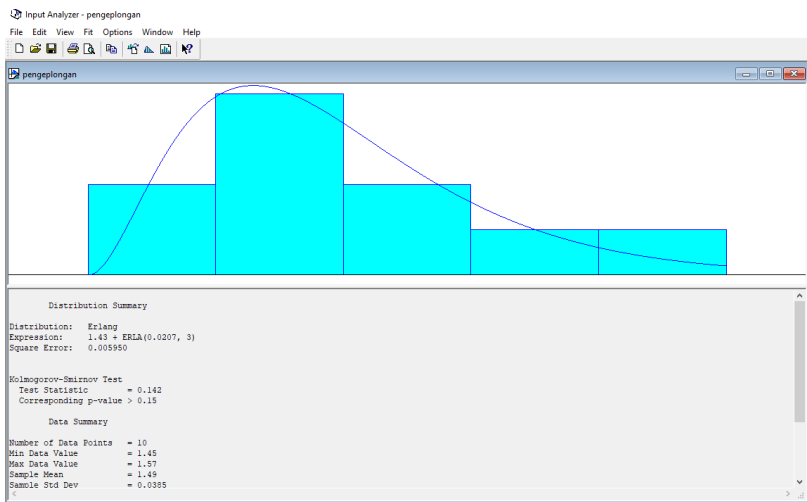 Input Analyzer - pengeplongan
File Edit View Fit Options Window Help
pengeplongan
Distribution Summary
Distribution: Erlang
Expression: 1.43 + ERLA(0.0207, 3)
Square Error: 0.005950
Kolmogorov-Smirnov Test
Test Statistic = 0.142
Corresponding p-value > 0.15
Data Summary
Number of Data Points = 10
Min Data Value = 1.45
Max Data Value = 1.57
Sample Mean = 1.49
Sample Std Dev = 0.0385